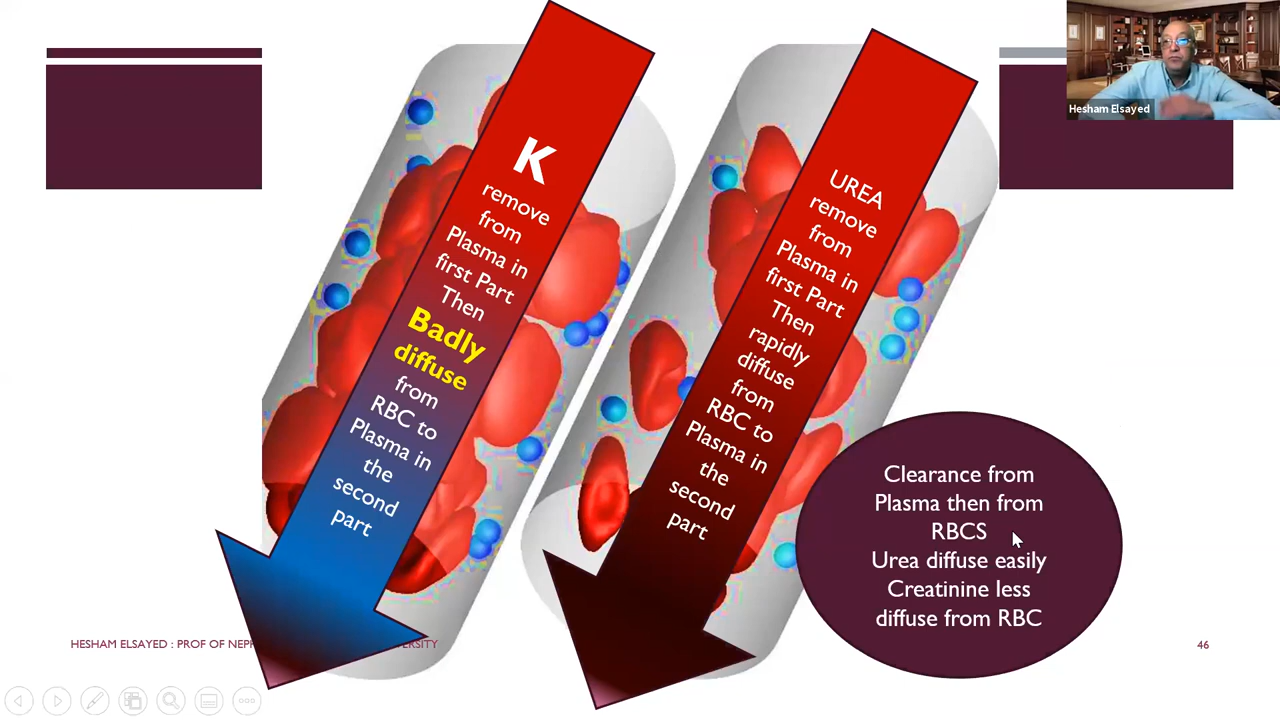 Hesham Elsayed
K
remove
from
Plasma in
first Part
Then
Badly
diffuse
from
RBC to
Plasma in
the
second
part
UREA
remove
from
Plasma in
first Part
Then
rapidly
diffuse
from
RBC to
Plasma in
the
second
part
Clearance from
Plasma then from
RBCS
Urea diffuse easily
Creatinine less
diffuse from RBC
HESHAM ELSAYED : PROF OF
46